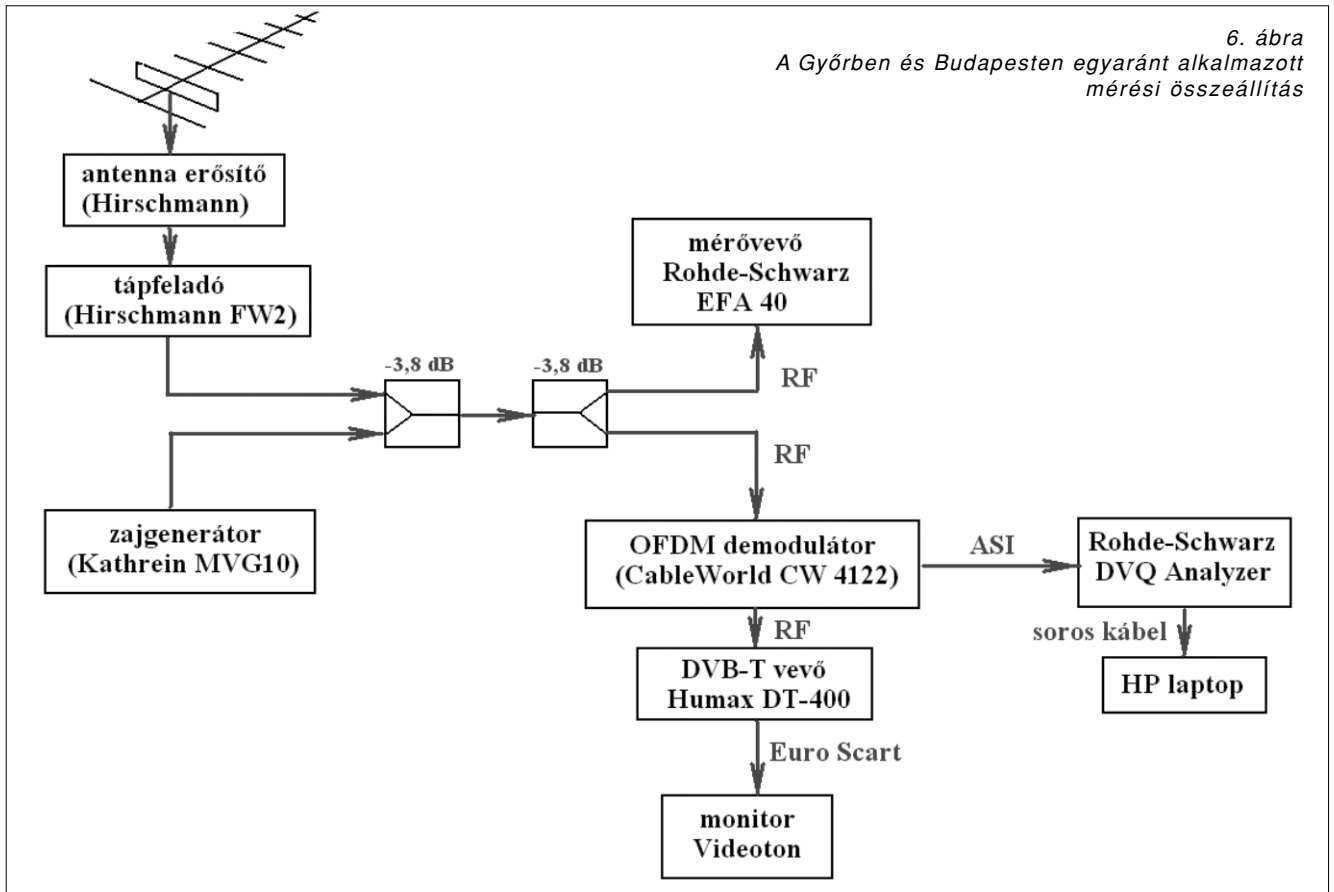 6. ábra
A Győrben és Budapesten egyaránt alkalmazott
mérési összeállítás
antenna erősítő
(Hirschmann)
tápfeladó
(Hirschmann FW2)
mérővevő
Rohde-Schwarz
EFA 40
-3,8 dB
-3,8 dB
RF
RF
zajgenerátor
(Kathrein MVG10)
OFDM demodulátor
(CableWorld CW 4122)
ASI
Rohde-Schwarz
DVQ Analyzer
RF
soros kábel
DVB-T vevő
Humax DT-400
HP laptop
Euro Scart
monitor
Videoton